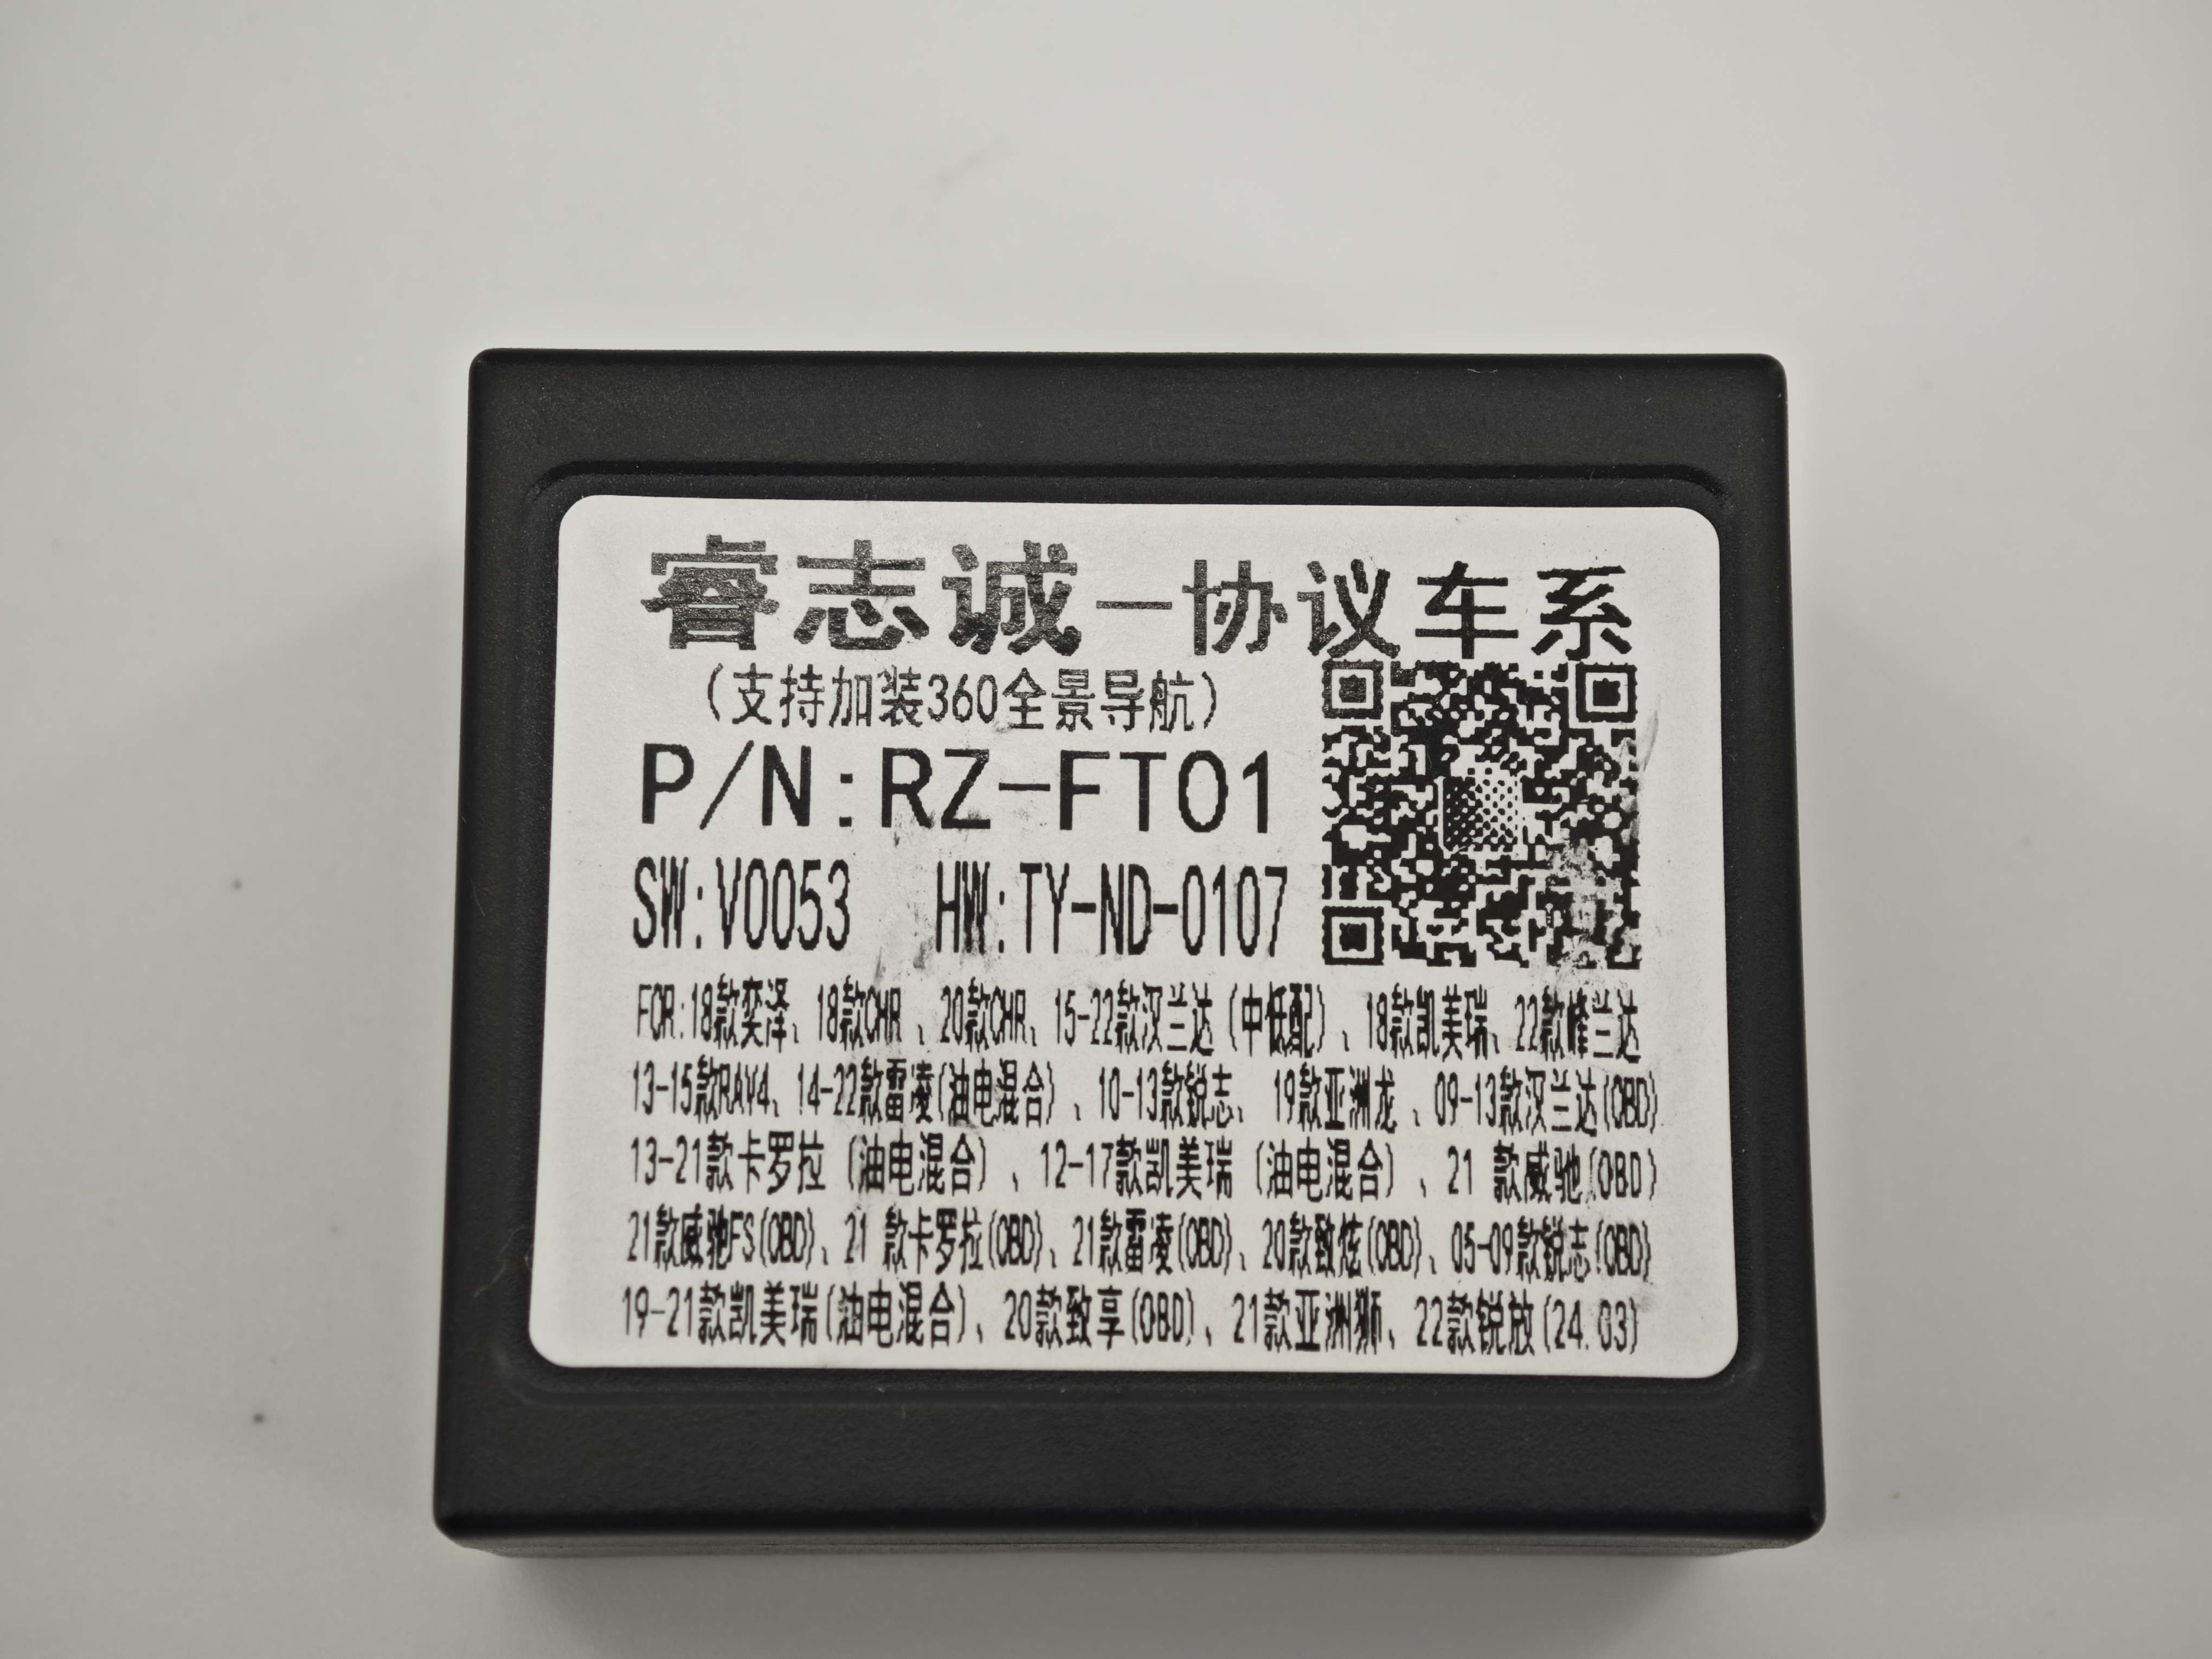 睿志诚-协议车系
(支持加装360全景导航)
P/N:RZ-FT01
SW:V0053 HW:TY-ND-0107
FOR:18款奕泽、18款CHR、20款CHR、15-22款汉兰达(中低配)、18款凯美瑞、22款峰兰达
13-15款RAV4、14-22款雷凌(油电混合)、10-13款锐志、19款亚洲龙、09-13款汉兰达(OBD)
13-21款卡罗拉(油电混合)、12-17款凯美瑞(油电混合)、21 款威驰(OBD)
21款威驰FS(OBD)、21 款卡罗拉(OBD)、21款雷凌(OBD)、20款致炫(OBD)、05-09款锐志(OBD)
19-21款凯美瑞(油电混合)、20款致享(OBD)、21款亚洲狮、22款锐放(24.03)